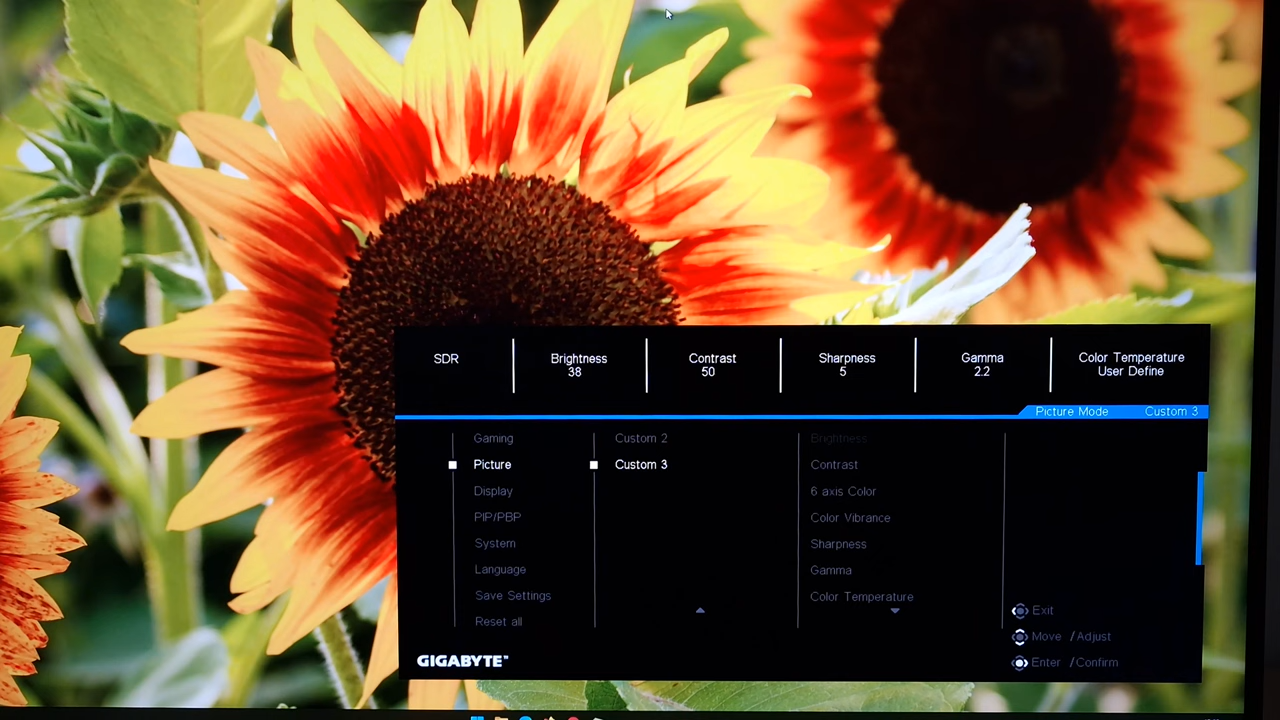 SDR
Brightness
38
Contrast
50
Sharpness
5
Gamma
2.2
Color Temperature
User Define
Picture Mode Custom 3
Gaming
Picture
Display
PIP/PBP
System
Language
Save Settings
Reset all
Custom 2
Custom 3
Brightness
Contrast
6 axis Color
Color Vibrance
Sharpness
Gamma
Color Temperature
Exit
Move /Adjust
Enter /Confirm
GIGABYTE™